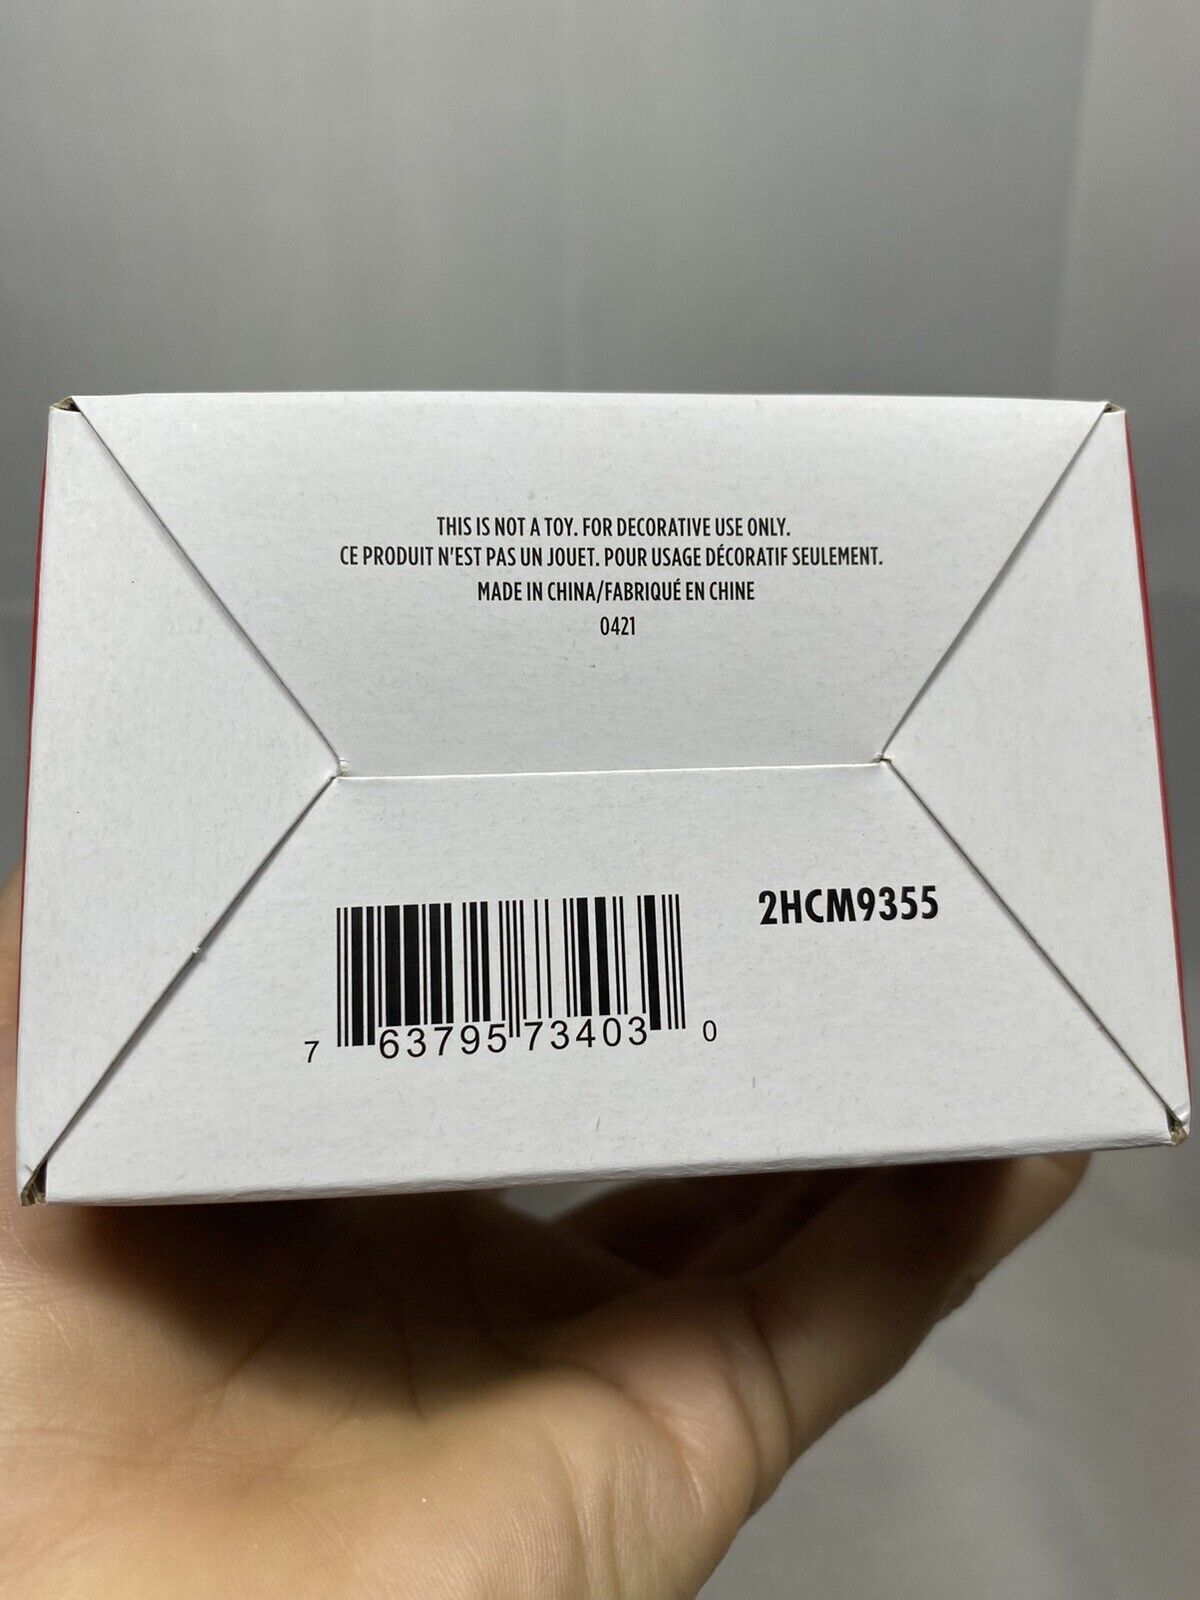 THIS IS NOT A TOY. FOR DECORATIVE USE ONLY.
CE PRODUIT N'EST PAS UN JOUET. POUR USAGE DÉCORATIF SEULEMENT.
MADE IN CHINA/FABRIQUÉ EN CHINE
0421
2HCM9355
7 63795 73403 0